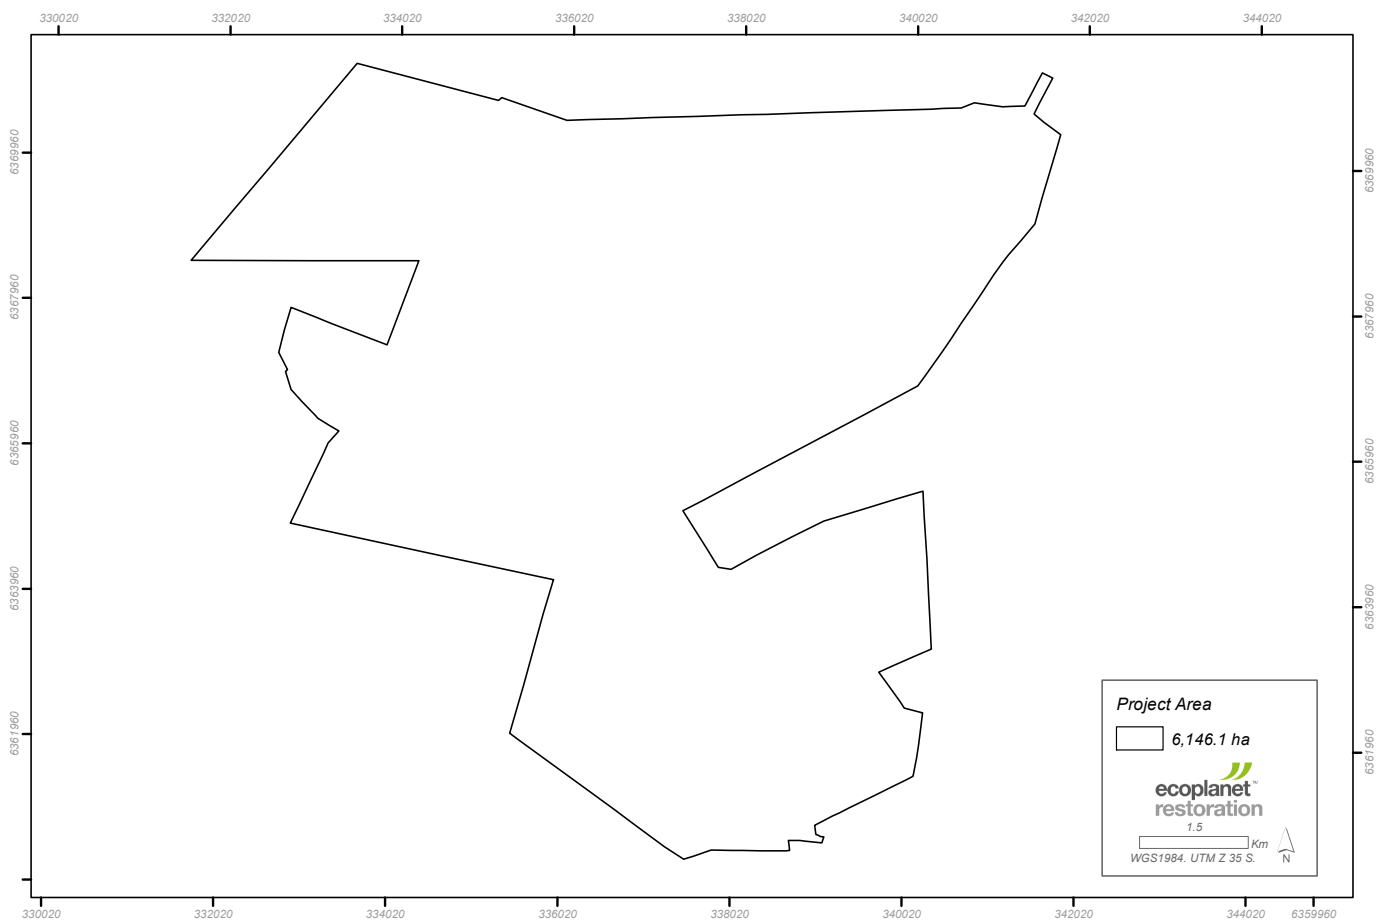 330020 332020 334020 336020 338020 340020 342020 344020
6369960
6367960
6365960
6363960
6361960
6369960
6367960
6365960
6363960
6361960
Project Area
6,146.1 ha
ecoplanet™
restoration
1.5
Km
WGS1984. UTM Z 35 S.
N
330020 332020 334020 336020 338020 340020 342020 344020 6359960